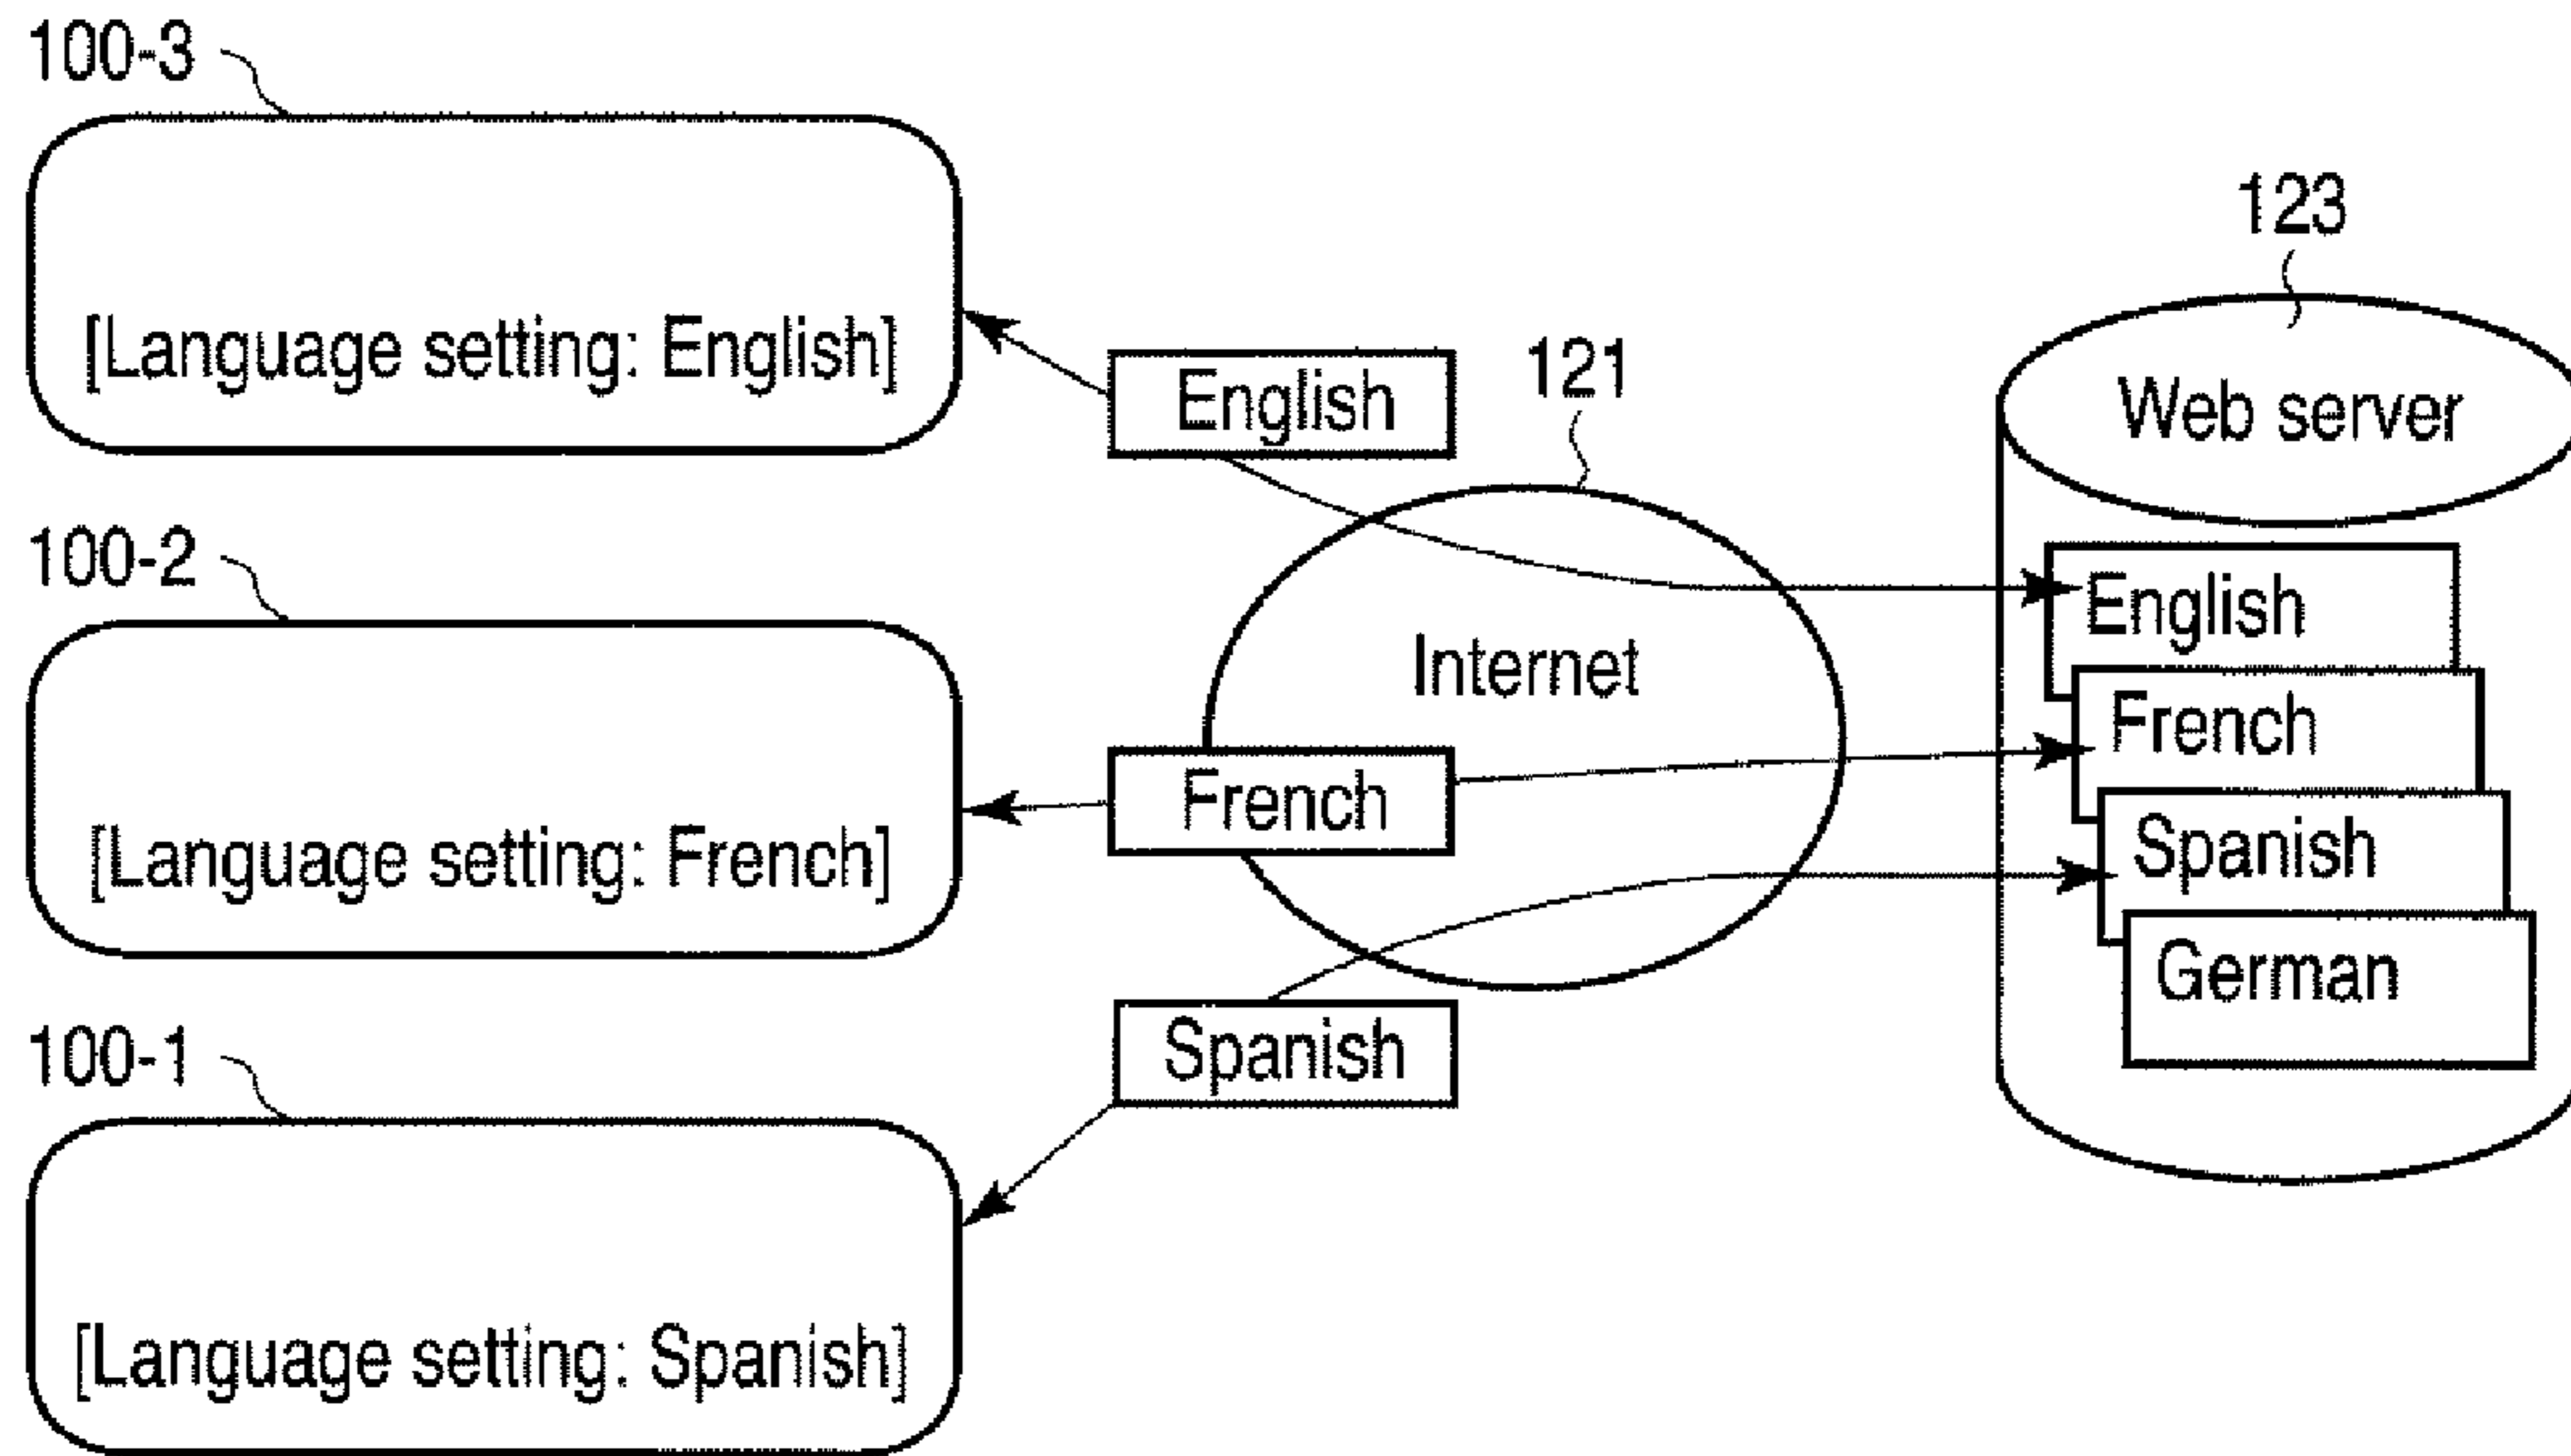 100-3
[Language setting: English]
English
121
123
Web server
100-2
[Language setting: French]
Internet
French
English
French
Spanish
German
100-1
[Language setting: Spanish]
Spanish